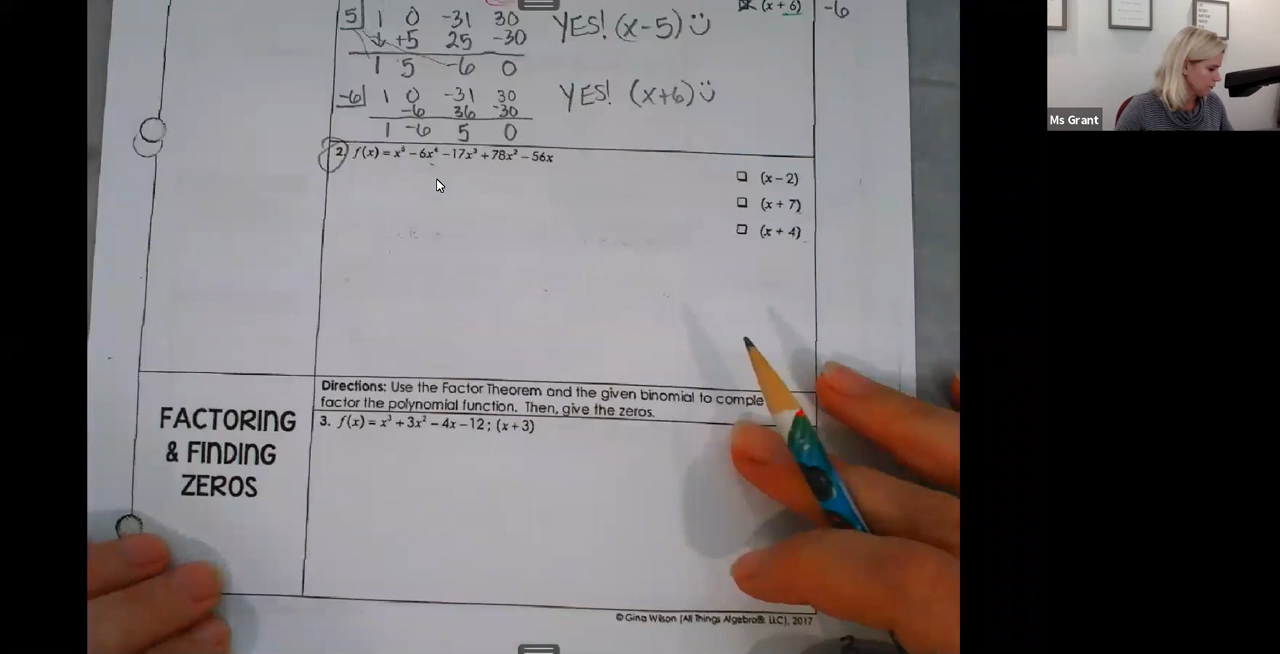 5 1 0 -31 30
↓ +5 25 -30
1 5 -6 0
YES! (x-5)
(x + 6)
-6
-6 1 0 -31 30
-6 36 -30
1 -6 5 0
YES! (x+6)
2. f(x) = x⁵ – 6x⁴ – 17x³ + 78x² – 56x
(x – 2)
(x + 7)
(x + 4)
FACTORING
& FINDING
ZEROS
Directions: Use the Factor Theorem and the given binomial to comple
factor the polynomial function. Then, give the zeros.
3. f(x) = x³ + 3x² – 4x – 12; (x + 3)
© Gina Wilson (All Things Algebra®, LLC), 2017
Ms Grant